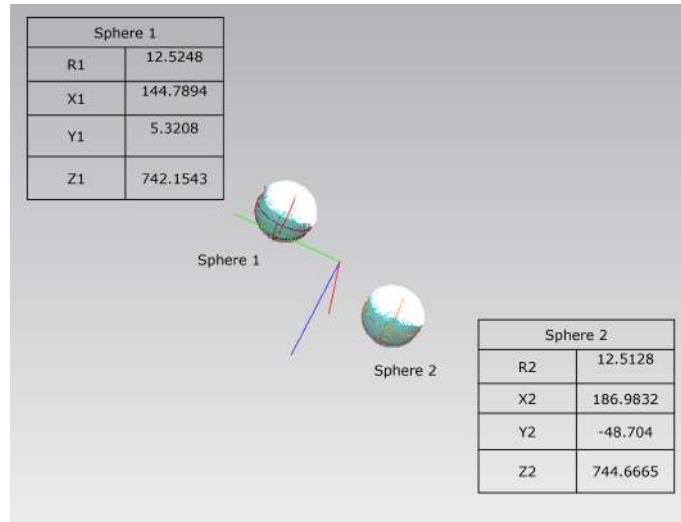 Sphere 1
R1 12.5248
X1 144.7894
Y1 5.3208
Z1 742.1543
Sphere 1
Sphere 2
Sphere 2
R2 12.5128
X2 186.9832
Y2 -48.704
Z2 744.6665